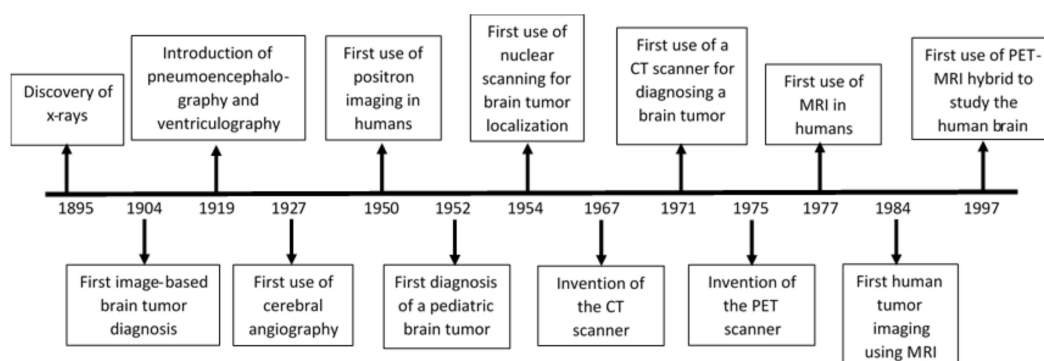 Discovery of
x-rays
Introduction of
pneumoencephalo-
graphy and
ventriculography
First use of
positron
imaging in
humans
First use of
nuclear
scanning for
brain tumor
localization
First use of a
CT scanner for
diagnosing a
brain tumor
First use of
MRI in
humans
First use of PET-
MRI hybrid to
study the
human brain
1895 1904 1919 1927 1950 1952 1954 1967 1971 1975 1977 1984 1997
First image-based
brain tumor
diagnosis
First use of
cerebral
angiography
First diagnosis
of a pediatric
brain tumor
Invention of
the CT
scanner
Invention of
the PET
scanner
First human
tumor
imaging
using MRI